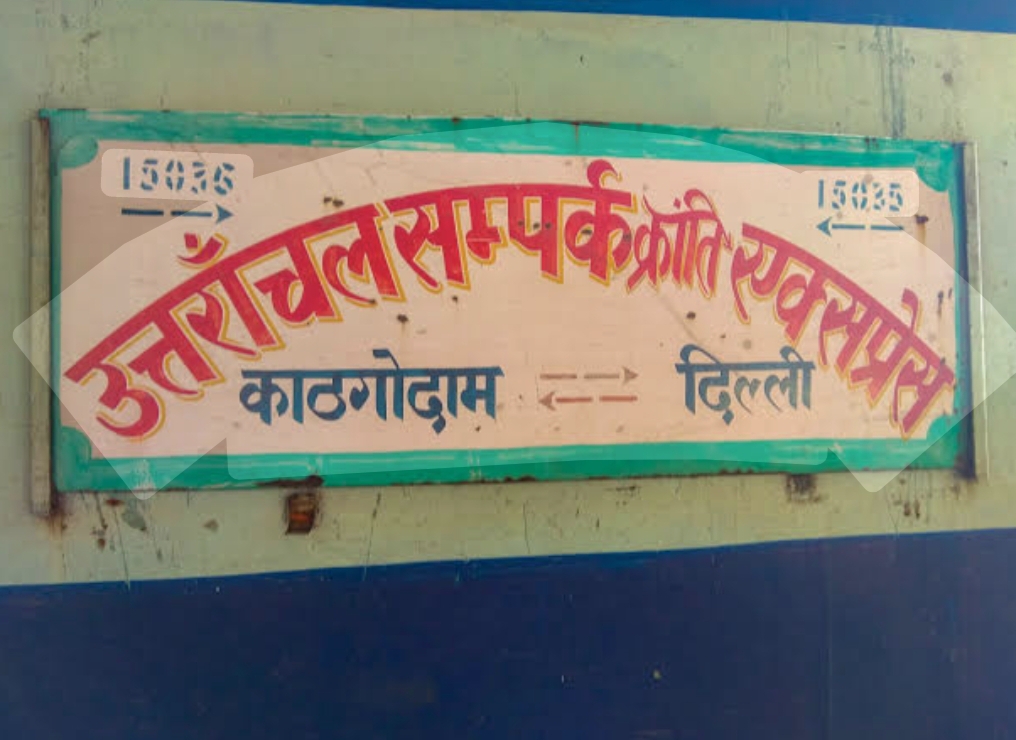 15036 15035
उत्तराँचल सम्पर्क क्रांति एक्सप्रेस
काठगोदाम दिल्ली